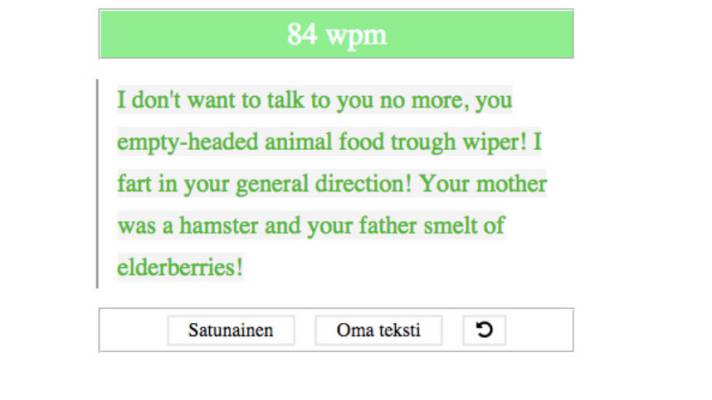 84 wpm
I don't want to talk to you no more, you
empty-headed animal food trough wiper! I
fart in your general direction! Your mother
was a hamster and your father smelt of
elderberries!
Satunainen Oma teksti